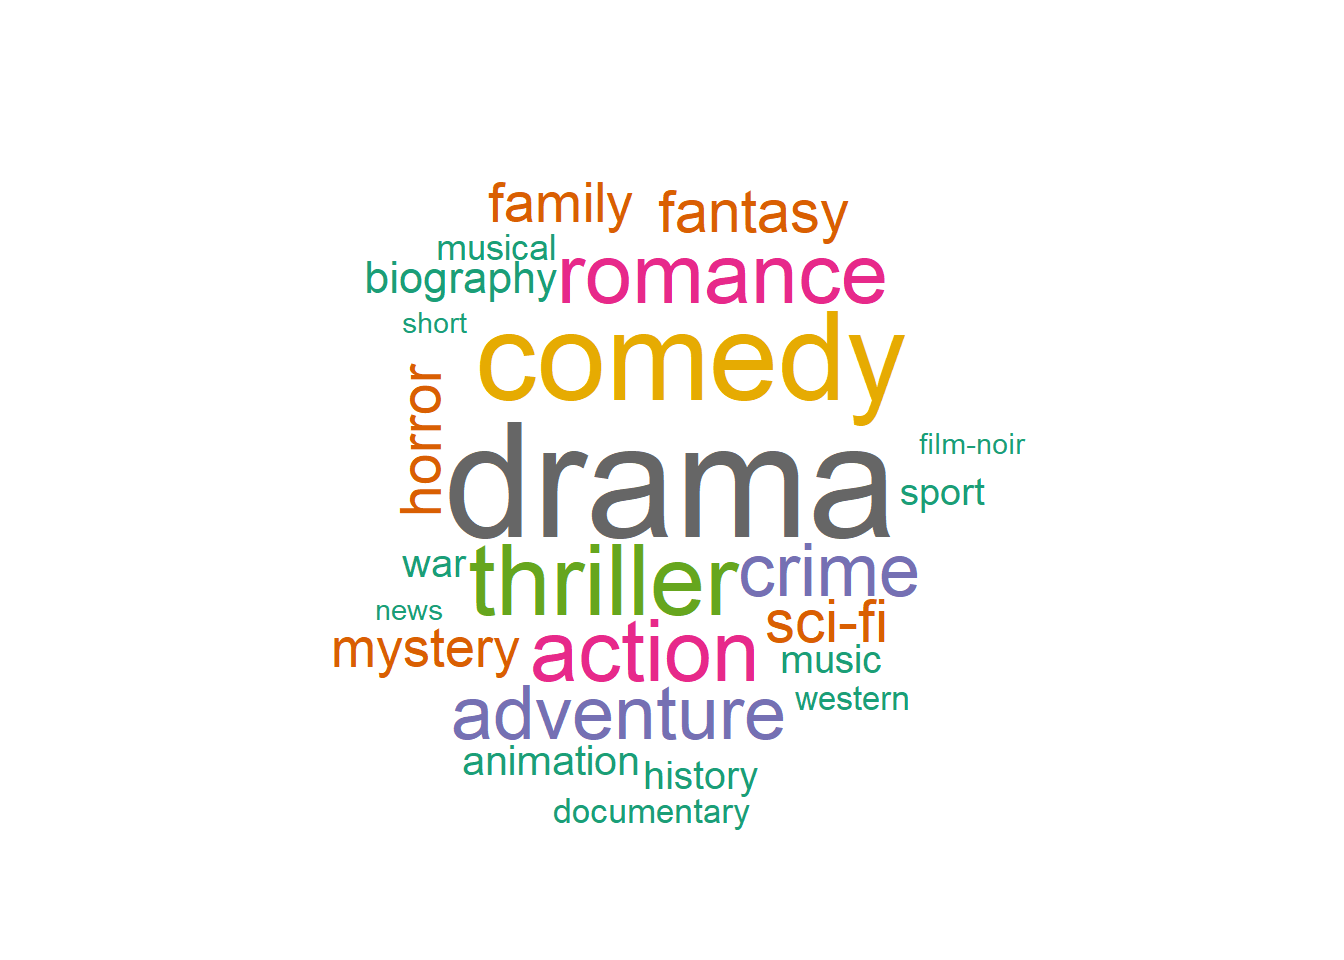 family fantasy
musical
biography romance
short
comedy
horror
drama
film-noir
sport
war
thriller crime
news
sci-fi
mystery action
music
western
adventure
animation
history
documentary